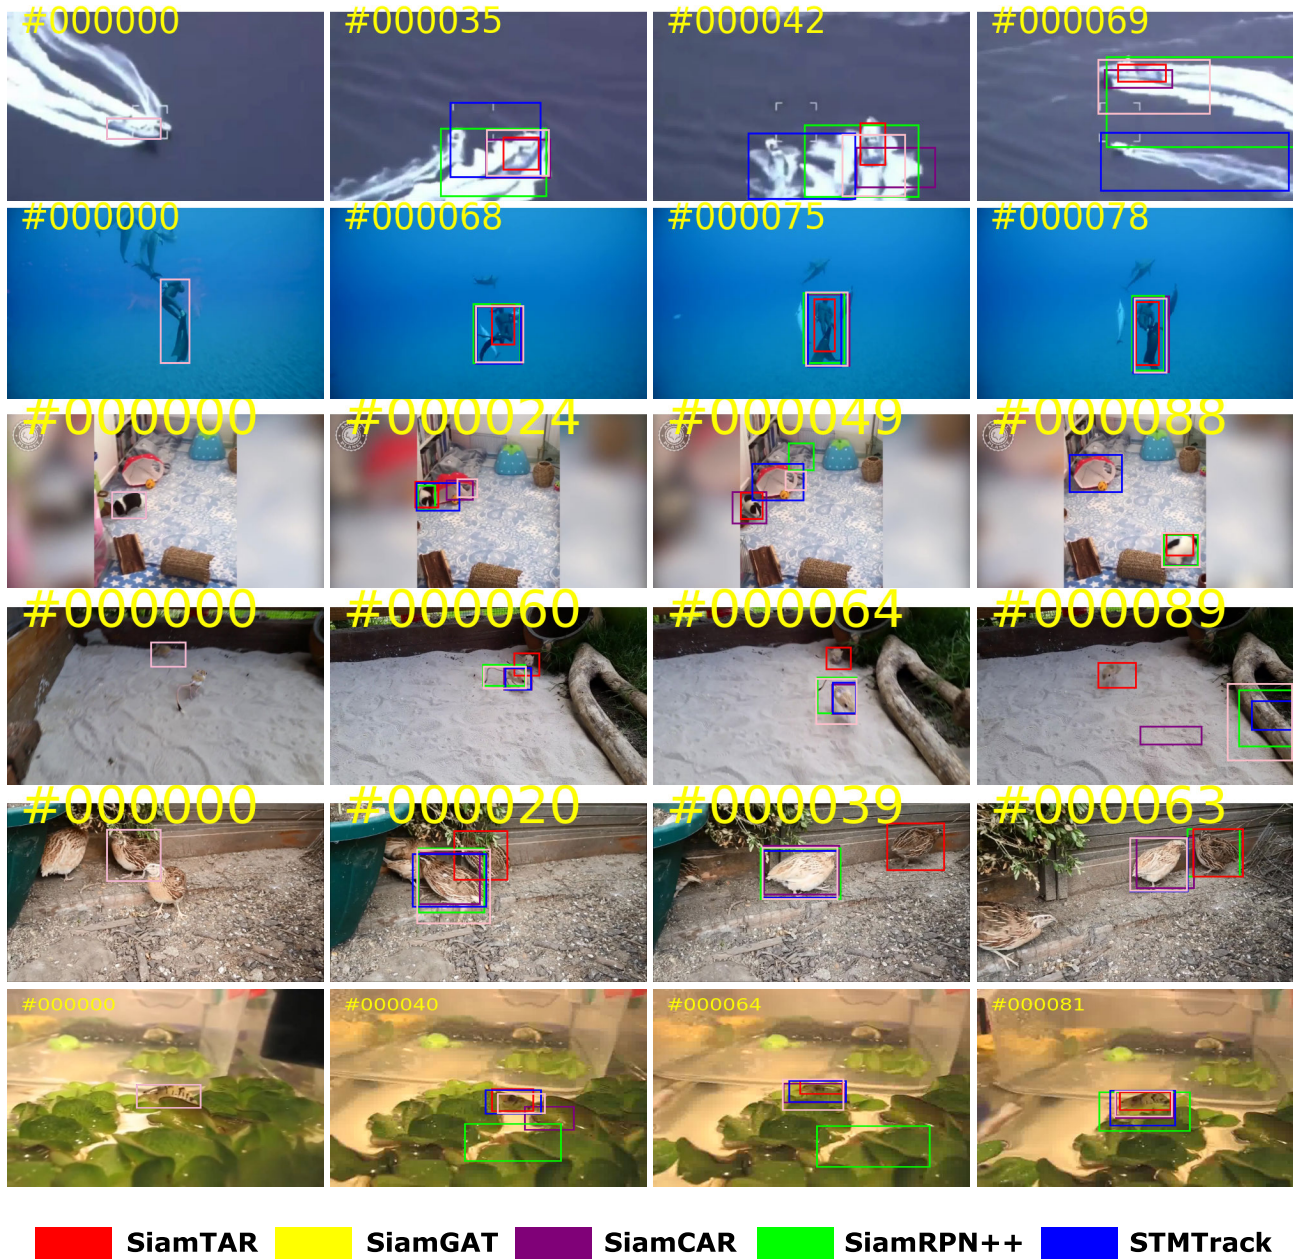 #000000 #000035 #000042 #000069
#000000 #000068 #000075 #000078
#000000 #000024 #000049 #000088
#000000 #000060 #000064 #000089
#000000 #000020 #000039 #000063
#000000 #000040 #000064 #000081
SiamTAR SiamGAT SiamCAR SiamRPN++ STMTrack